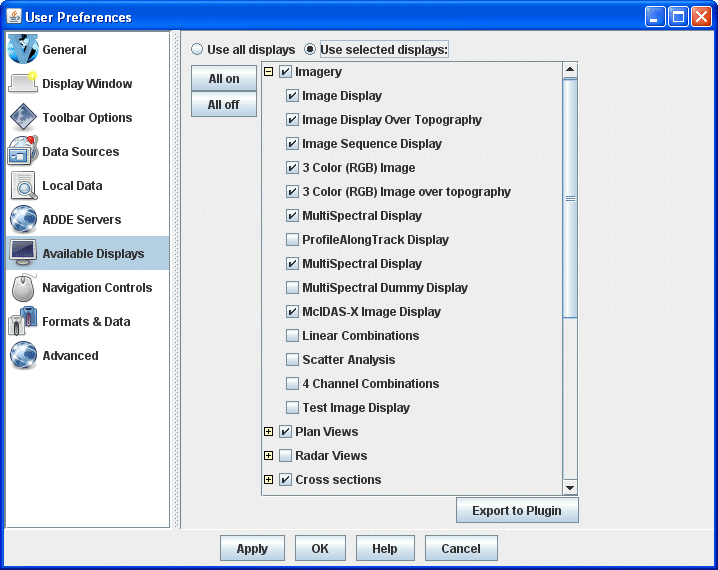 User Preferences
General
Display Window
Toolbar Options
Data Sources
Local Data
ADDE Servers
Available Displays
Navigation Controls
Formats & Data
Advanced
Use all displays
Use selected displays:
All on
All off
Imagery
Image Display
Image Display Over Topography
Image Sequence Display
3 Color (RGB) Image
3 Color (RGB) Image over topography
MultiSpectral Display
ProfileAlongTrack Display
MultiSpectral Display
MultiSpectral Dummy Display
McIDAS-X Image Display
Linear Combinations
Scatter Analysis
4 Channel Combinations
Test Image Display
Plan Views
Radar Views
Cross sections
Export to Plugin
Apply
OK
Help
Cancel